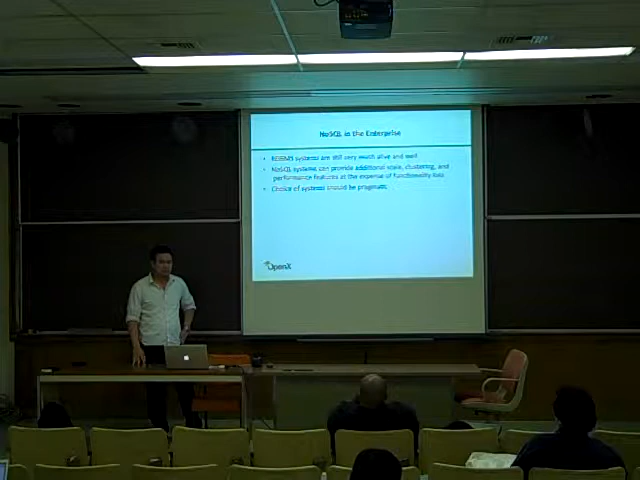 NoSQL in the Enterprise
• RDBMS systems are still very much alive and well
• NoSQL systems can provide additional scale, clustering, and
performance features at the expense of functionality loss
• Choice of systems should be pragmatic
OpenX